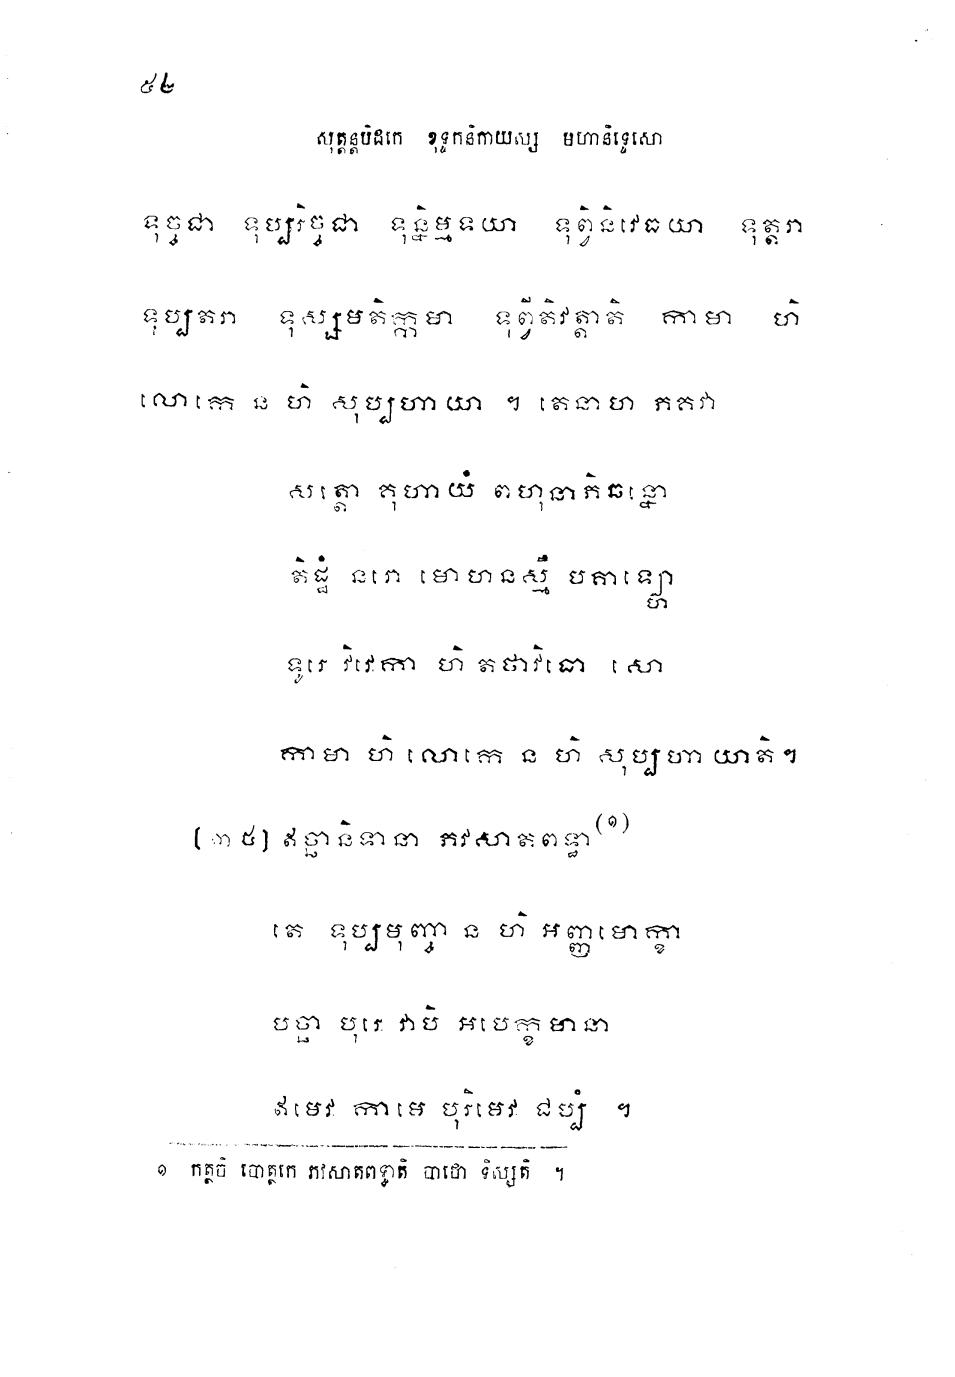 ៥៤
សុត្តន្តបិដកេ ខុទ្ទកនិកាយស្ស មហានិទ្ទេសោ
ទុច្ចជា ទុប្បរិច្ចជា ទុន្និម្មទយា ទុព្វិនិវេធយា ទុត្តរា
ទុប្បតរា ទុស្សមតិក្កមា ទុព្វីតិវត្តាតិ កាមា ហិ
លោកេ ន ហិ សុប្បហាយា ។ តេនាហ ភគវា
សត្តោ គុហាយំ ពហុនាភិឆន្នោ
តិដ្ឋំ នរោ មោហនស្មឹ បគាឡ្ហោ
ទូរេ វិវេកា ហិ តថាវិធោ សោ
កាមា ហិ លោកេ ន ហិ សុប្បហាយាតិ។
[៣៥] ឥច្ឆានិទានា ភវសាតពទ្ធា(១)
តេ ទុប្បមុញ្ចា ន ហិ អញ្ញមោក្ខា
បច្ឆា បុរេ វាបិ អបេក្ខមានា
ឥមេវ កាមេ បុរិមេវ ជប្បំ ។
១ កត្ថចិ បោត្ថកេ ភវសាតពទ្ធាតិ បាឋោ ទិស្សតិ ។